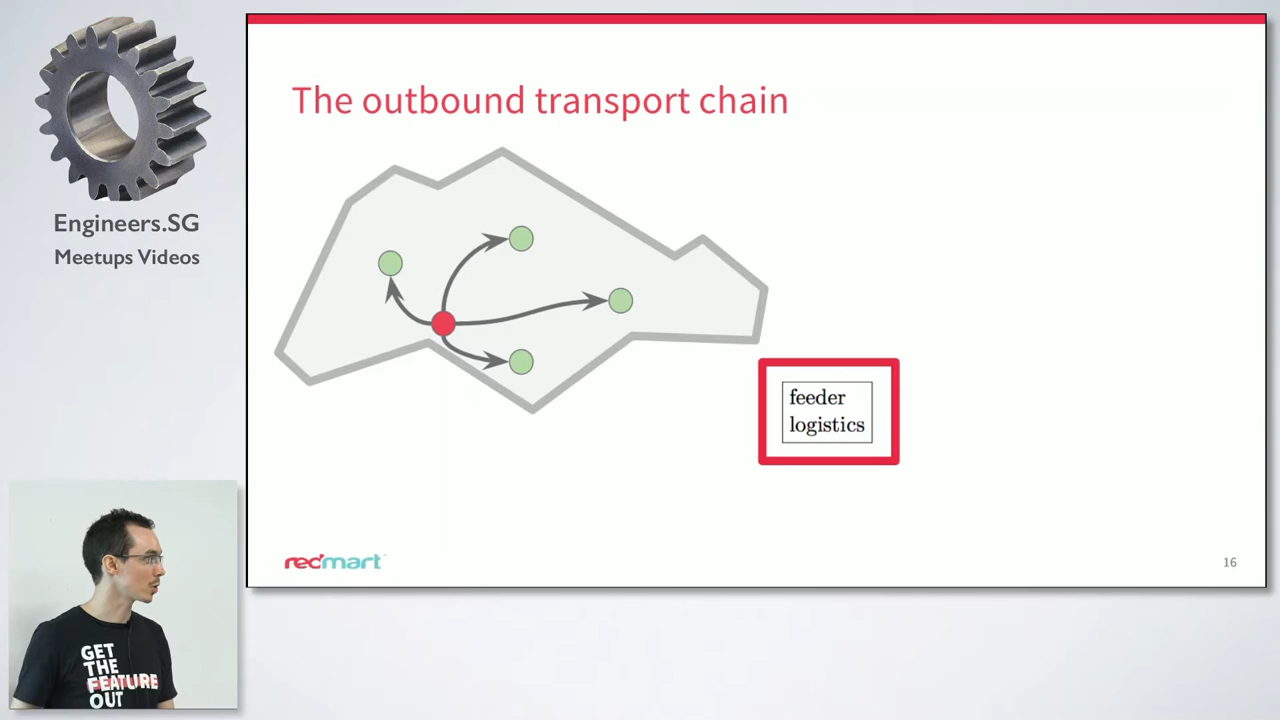 Engineers.SG
Meetups Videos
The outbound transport chain
feeder
logistics
redmart
16
GET
THE
FEATURE
OUT